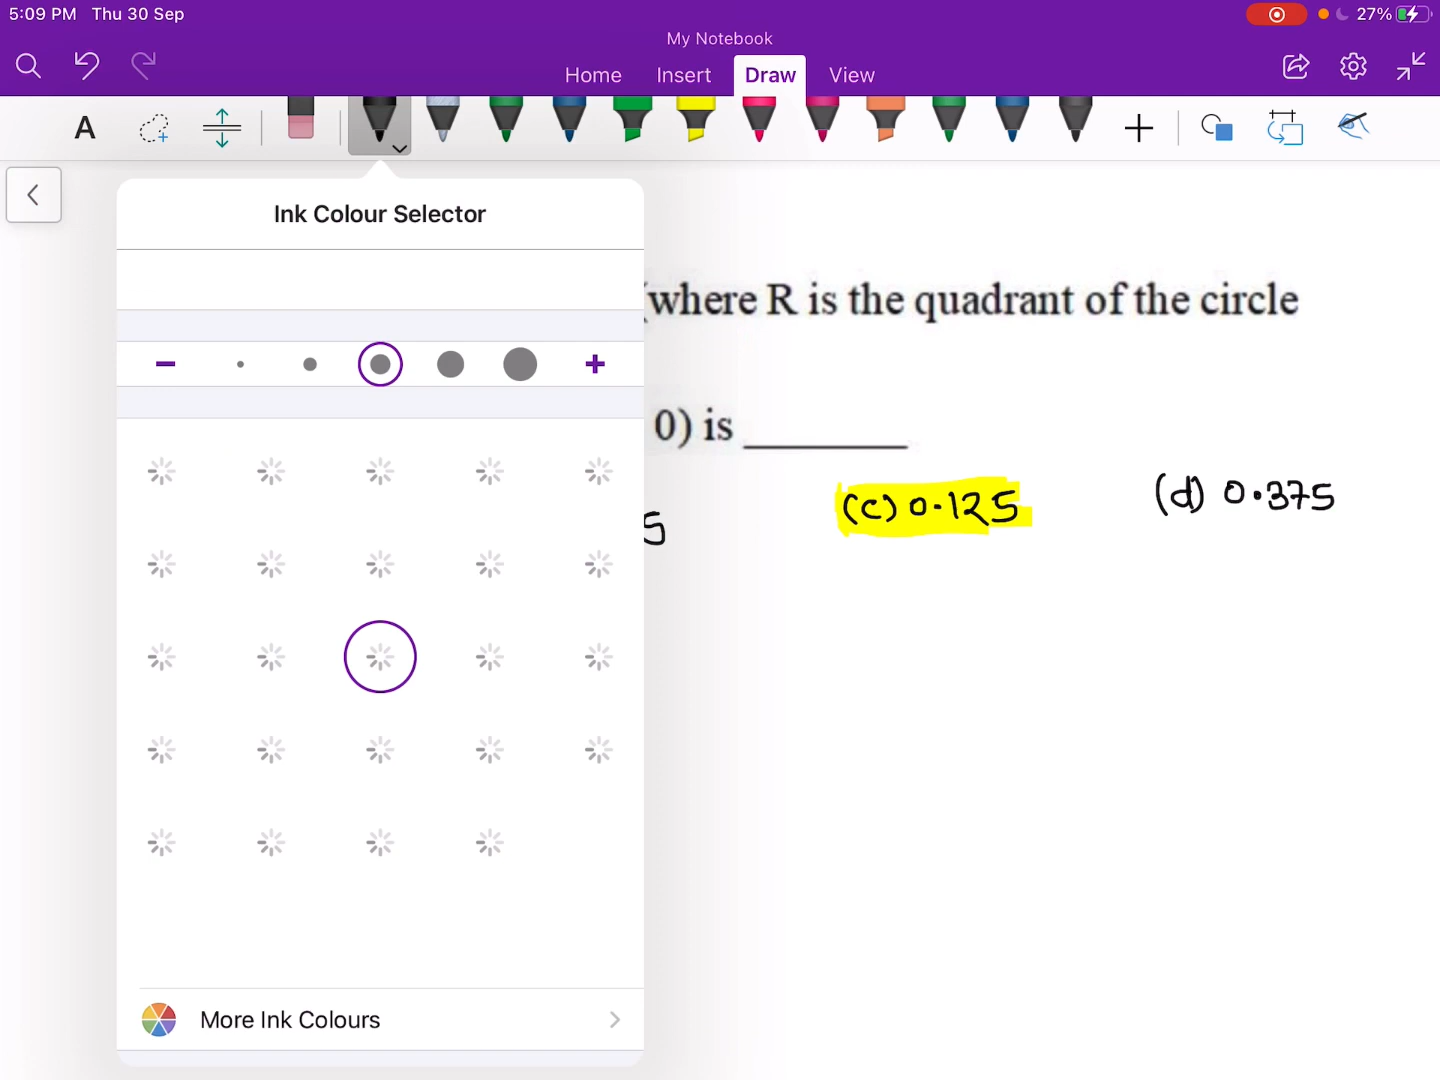 5:09 PM Thu 30 Sep 27%
My Notebook
Home Insert Draw View
A
Ink Colour Selector
where R is the quadrant of the circle
0) is ________
5 (c) 0.125 (d) 0.375
More Ink Colours